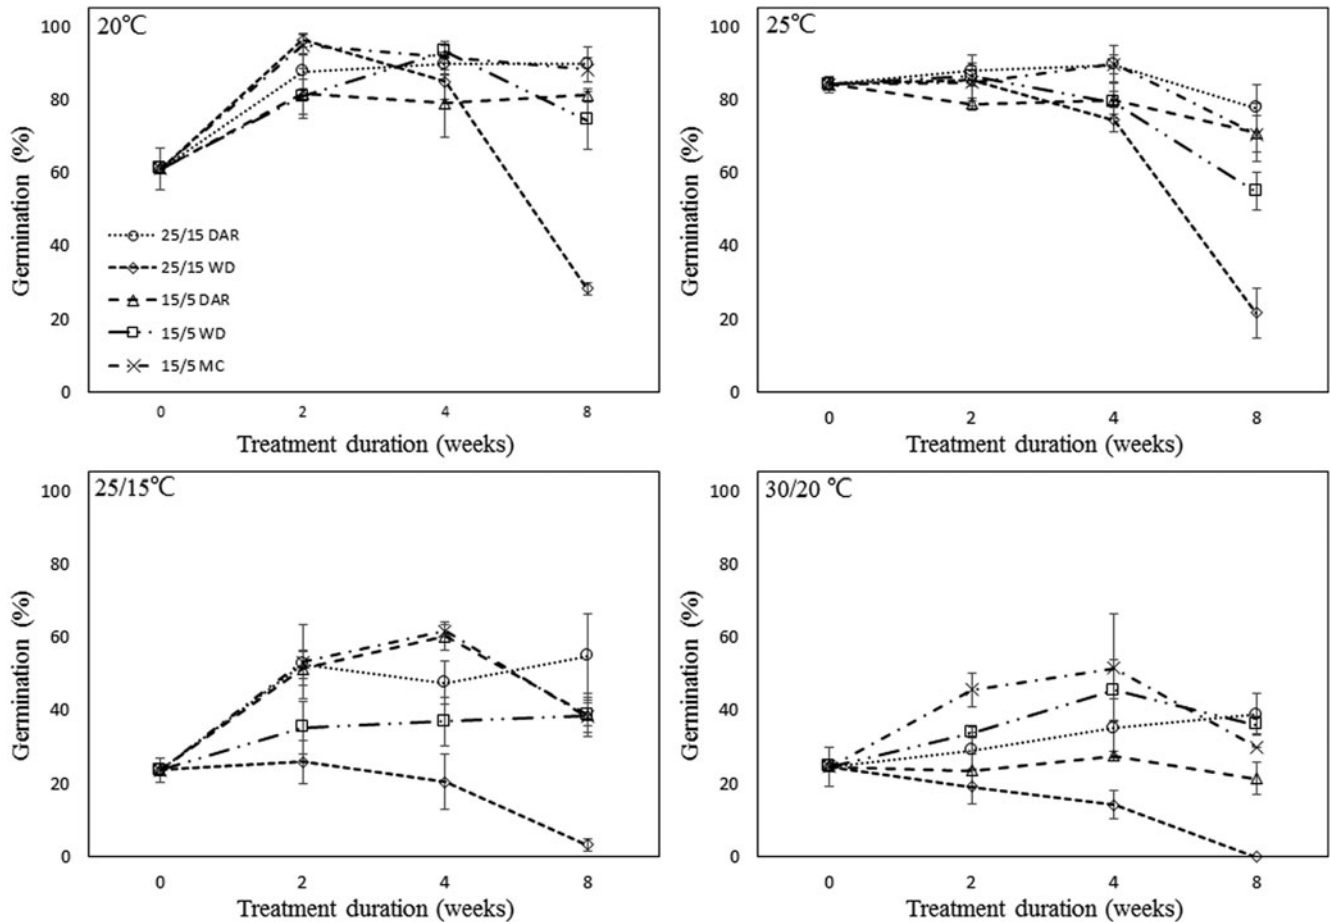 20℃
Germination (%)
100
80
60
40
20
0
25/15 DAR
25/15 WD
15/5 DAR
15/5 WD
15/5 MC
0 2 4 8
Treatment duration (weeks)
25℃
Germination (%)
100
80
60
40
20
0
0 2 4 8
Treatment duration (weeks)
25/15℃
Germination (%)
100
80
60
40
20
0
0 2 4 8
Treatment duration (weeks)
30/20 ℃
Germination (%)
100
80
60
40
20
0
0 2 4 8
Treatment duration (weeks)